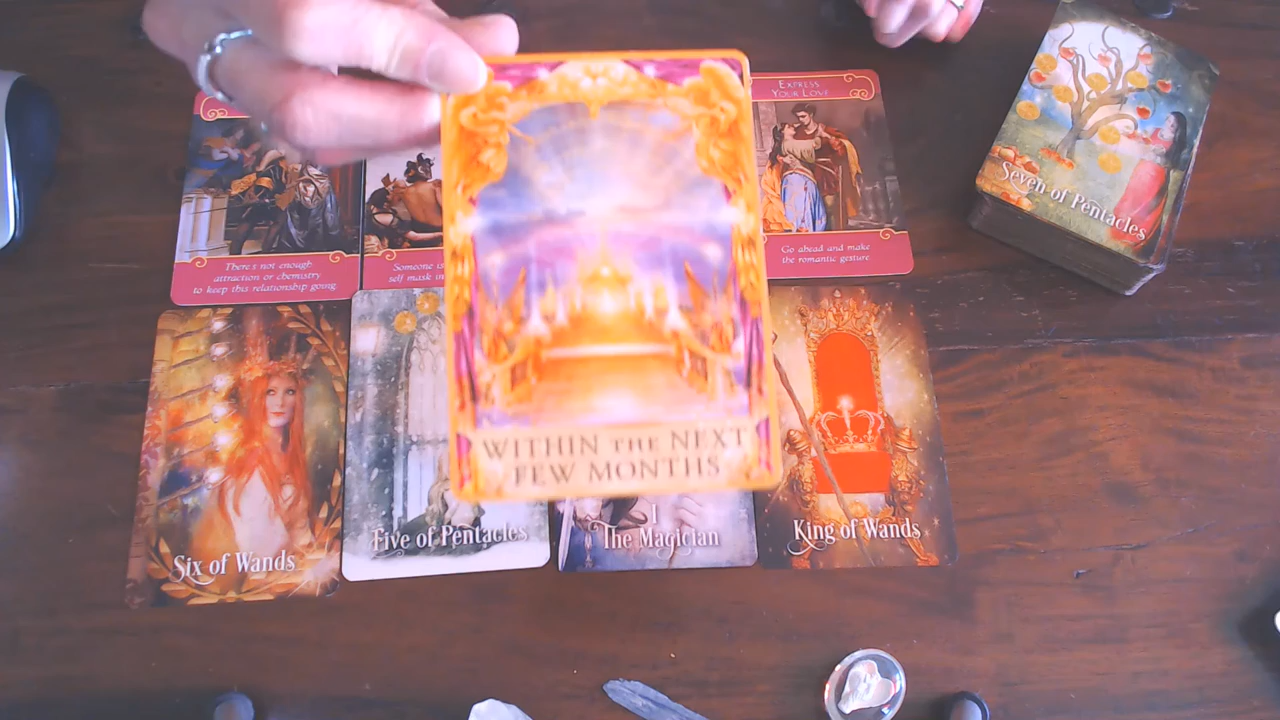 EXPRESS
YOUR LOVE
There's not enough
attraction or chemistry
to keep this relationship going
Someone is
self mask in
Go ahead and make
the romantic gesture
Seven of Pentacles
WITHIN THE NEXT
FEW MONTHS
Six of Wands
Five of Pentacles
I
The Magician
King of Wands